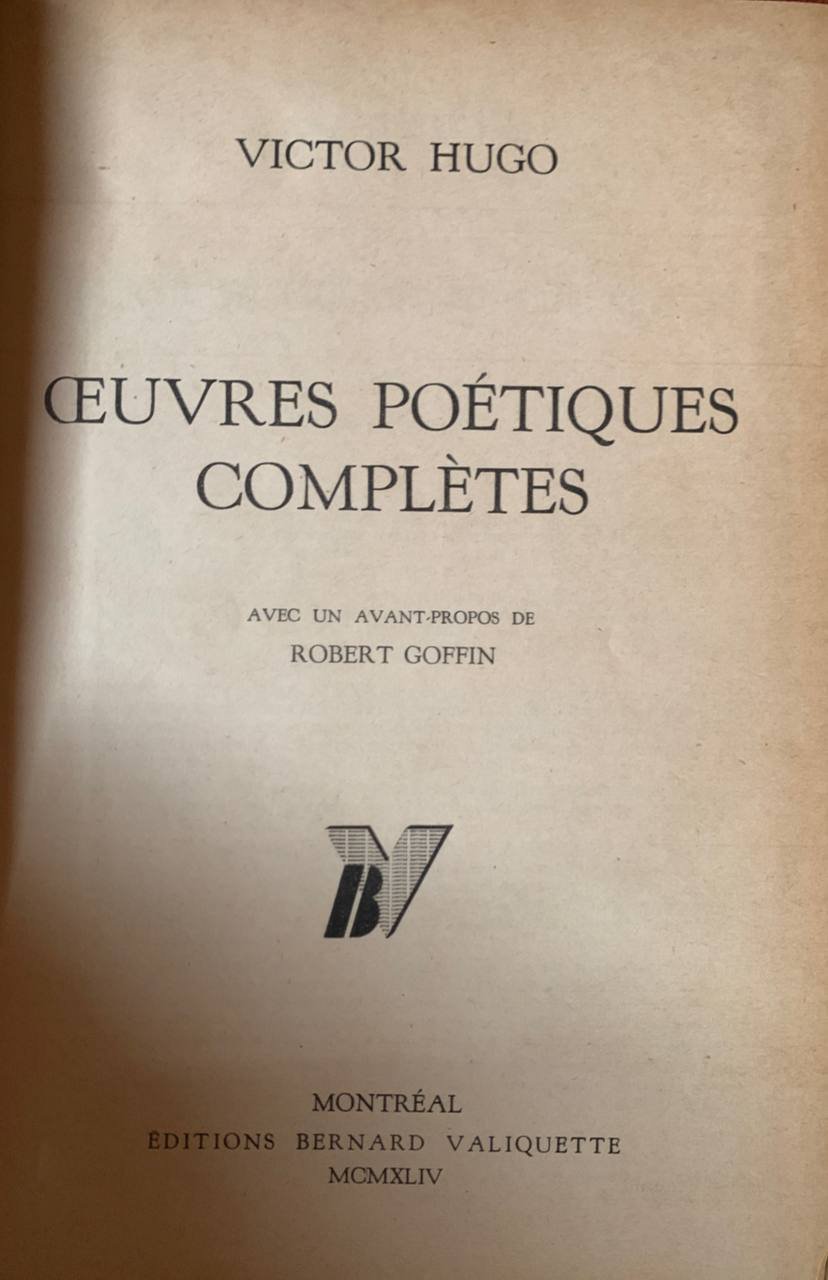 VICTOR HUGO
ŒUVRES POÉTIQUES
COMPLÈTES
AVEC UN AVANT-PROPOS DE
ROBERT GOFFIN
BV
MONTRÉAL
ÉDITIONS BERNARD VALIQUETTE
MCMXLIV